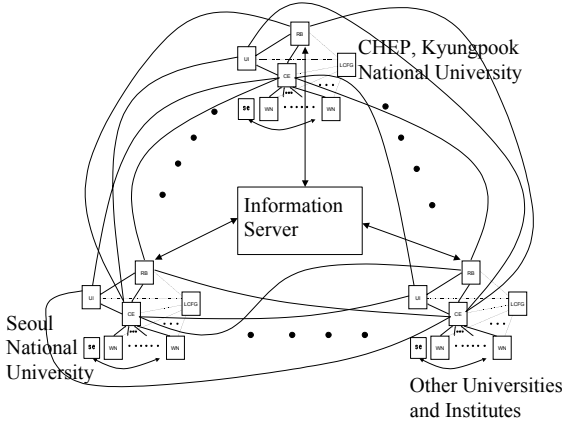 RB
CHEP, Kyungpook
National University
UI
LCFG
CE
se
WN
WN
Information
Server
RB
RB
UI
LCFG
UI
LCFG
CE
CE
Seoul
National
University
se
WN
WN
se
WN
WN
Other Universities
and Institutes